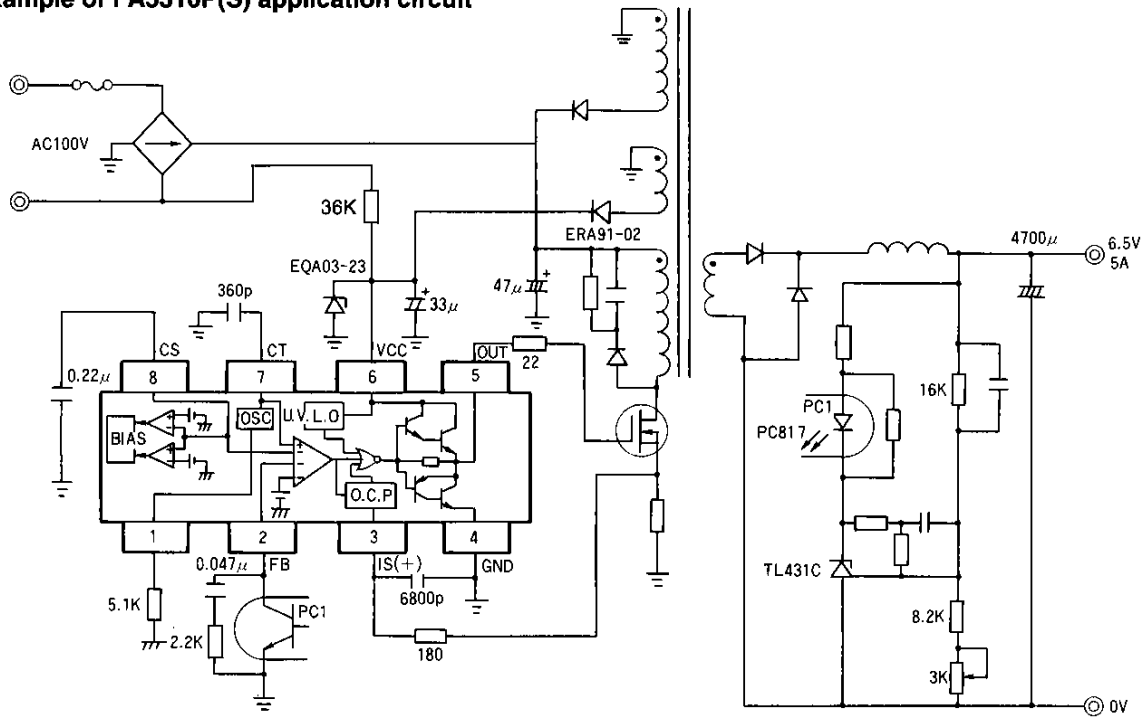 ample of FA5310P(S) application circuit
AC100V
36K
ERA91-02
EQA03-23
360p
33μ
47μ
4700μ
6.5V
5A
0.22μ
CS
CT
VCC
OUT
22
8
7
6
5
BIAS
OSC
U.V.L.O
O.C.P
16K
PC1
PC817
1
2
3
4
0.047μ
FB
IS(+)
GND
6800p
TL431C
5.1K
2.2K
PC1
180
8.2K
3K
0V